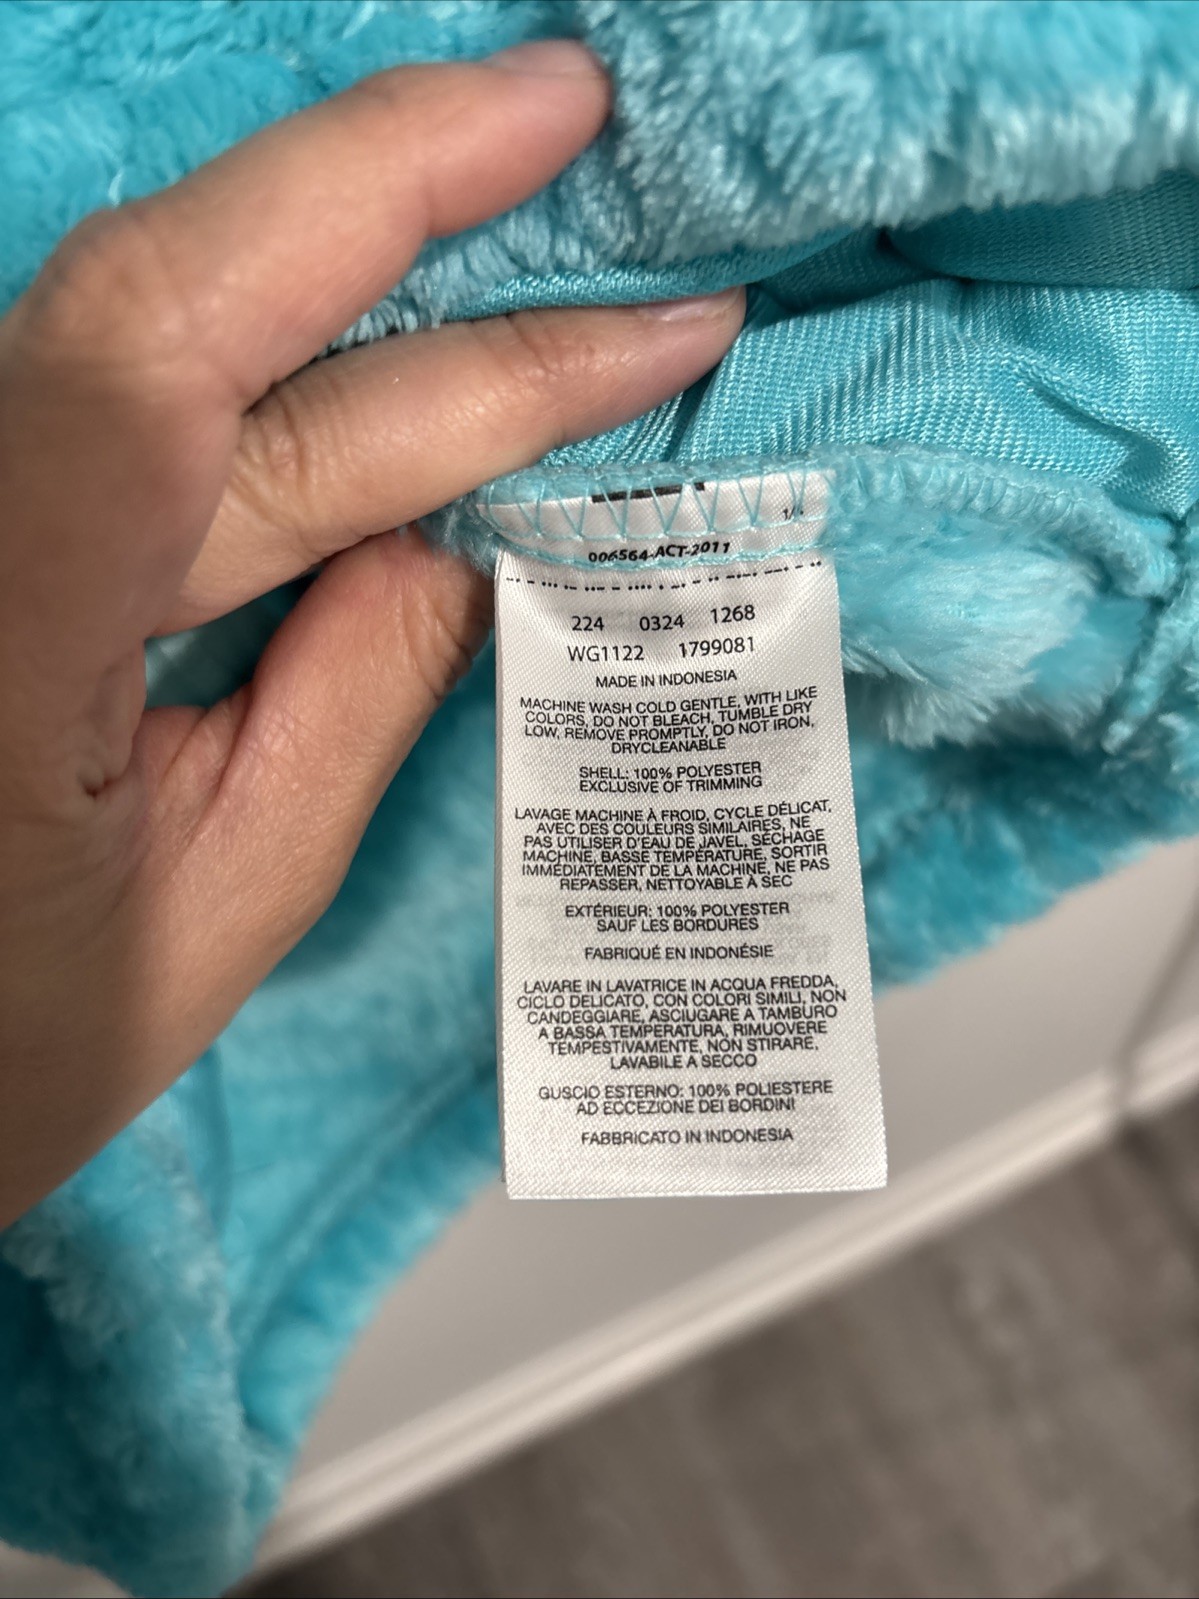 006564-ACT-2011
224 0324 1268
WG1122 1799081
MADE IN INDONESIA
MACHINE WASH COLD GENTLE, WITH LIKE
COLORS, DO NOT BLEACH, TUMBLE DRY
LOW, REMOVE PROMPTLY, DO NOT IRON,
DRYCLEANABLE
SHELL: 100% POLYESTER
EXCLUSIVE OF TRIMMING
LAVAGE MACHINE À FROID, CYCLE DÉLICAT,
AVEC DES COULEURS SIMILAIRES, NE
PAS UTILISER D'EAU DE JAVEL, SÉCHAGE
MACHINE, BASSE TEMPÉRATURE, SORTIR
IMMÉDIATEMENT DE LA MACHINE, NE PAS
REPASSER, NETTOYABLE À SEC
EXTÉRIEUR: 100% POLYESTER
SAUF LES BORDURES
FABRIQUÉ EN INDONÉSIE
LAVARE IN LAVATRICE IN ACQUA FREDDA,
CICLO DELICATO, CON COLORI SIMILI, NON
CANDEGGIARE, ASCIUGARE A TAMBURO
A BASSA TEMPERATURA, RIMUOVERE
TEMPESTIVAMENTE, NON STIRARE,
LAVABILE A SECCO
GUSCIO ESTERNO: 100% POLIESTERE
AD ECCEZIONE DEI BORDINI
FABBRICATO IN INDONESIA